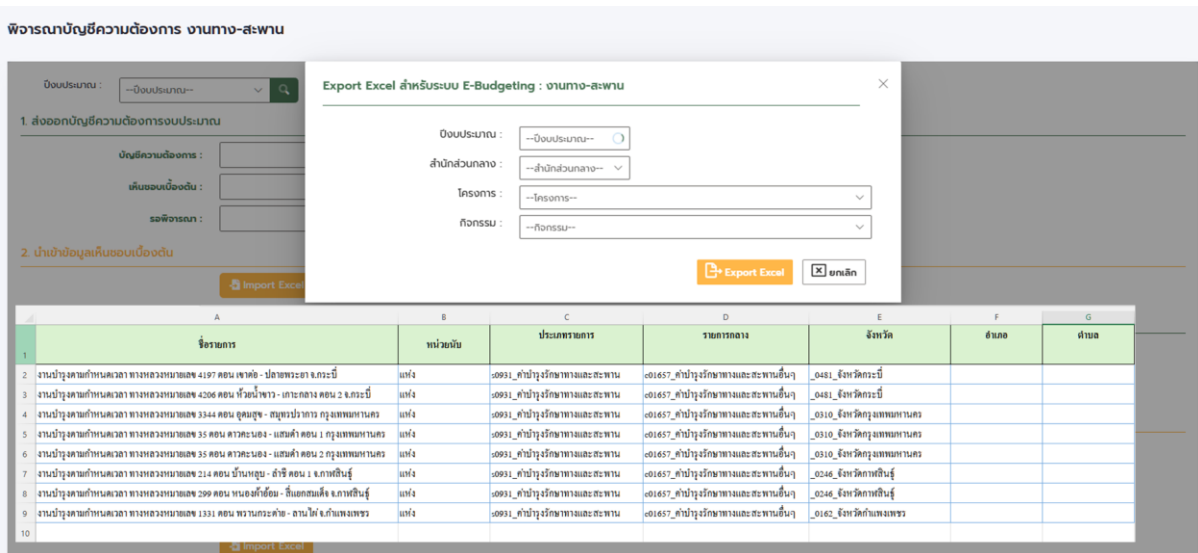 พิจารณาบัญชีความต้องการ งานทาง-สะพาน
ปีงบประมาณ :
--ปีงบประมาณ--
1. ส่งออกบัญชีความต้องการงบประมาณ
บัญชีความต้องการ :
เห็นชอบเบื้องต้น :
รอพิจารณา :
2. นำเข้าข้อมูลเห็นชอบเบื้องต้น
Import Excel
Export Excel สำหรับระบบ E-Budgeting : งานทาง-สะพาน
ปีงบประมาณ : --ปีงบประมาณ--
สำนักส่วนกลาง : --สำนักส่วนกลาง--
โครงการ : --โครงการ--
กิจกรรม : --กิจกรรม--
Export Excel ยกเลิก
A B C D E F G
1 ชื่อรายการ หน่วยนับ ประเภทรายการ รายการกลาง จังหวัด อำเภอ ตำบล
2 งานบำรุงตามกำหนดเวลา ทางหลวงหมายเลข 4197 ตอน เขาต่อ - ปลายพระยา จ.กระบี่ แห่ง s0931_ค่าบำรุงรักษาทางและสะพาน c01657_ค่าบำรุงรักษาทางและสะพานอื่นๆ _0481_จังหวัดกระบี่
3 งานบำรุงตามกำหนดเวลา ทางหลวงหมายเลข 4206 ตอน ห้วยน้ำขาว - เกาะกลาง ตอน 2 จ.กระบี่ แห่ง s0931_ค่าบำรุงรักษาทางและสะพาน c01657_ค่าบำรุงรักษาทางและสะพานอื่นๆ _0481_จังหวัดกระบี่
4 งานบำรุงตามกำหนดเวลา ทางหลวงหมายเลข 3344 ตอน อุดมสุข - สมุทรปราการ กรุงเทพมหานคร แห่ง s0931_ค่าบำรุงรักษาทางและสะพาน c01657_ค่าบำรุงรักษาทางและสะพานอื่นๆ _0310_จังหวัดกรุงเทพมหานคร
5 งานบำรุงตามกำหนดเวลา ทางหลวงหมายเลข 35 ตอน ดาวคะนอง - แสมดำ ตอน 1 กรุงเทพมหานคร แห่ง s0931_ค่าบำรุงรักษาทางและสะพาน c01657_ค่าบำรุงรักษาทางและสะพานอื่นๆ _0310_จังหวัดกรุงเทพมหานคร
6 งานบำรุงตามกำหนดเวลา ทางหลวงหมายเลข 35 ตอน ดาวคะนอง - แสมดำ ตอน 2 กรุงเทพมหานคร แห่ง s0931_ค่าบำรุงรักษาทางและสะพาน c01657_ค่าบำรุงรักษาทางและสะพานอื่นๆ _0310_จังหวัดกรุงเทพมหานคร
7 งานบำรุงตามกำหนดเวลา ทางหลวงหมายเลข 214 ตอน บ้านหลุบ - ลำชี ตอน 1 จ.กาฬสินธุ์ แห่ง s0931_ค่าบำรุงรักษาทางและสะพาน c01657_ค่าบำรุงรักษาทางและสะพานอื่นๆ _0246_จังหวัดกาฬสินธุ์
8 งานบำรุงตามกำหนดเวลา ทางหลวงหมายเลข 299 ตอน หนองผ้าอ้อม - สี่แยกสมเด็จ จ.กาฬสินธุ์ แห่ง s0931_ค่าบำรุงรักษาทางและสะพาน c01657_ค่าบำรุงรักษาทางและสะพานอื่นๆ _0246_จังหวัดกาฬสินธุ์
9 งานบำรุงตามกำหนดเวลา ทางหลวงหมายเลข 1331 ตอน พรานกระต่าย - ลานไผ่ จ.กำแพงเพชร แห่ง s0931_ค่าบำรุงรักษาทางและสะพาน c01657_ค่าบำรุงรักษาทางและสะพานอื่นๆ _0162_จังหวัดกำแพงเพชร
10
Import Excel